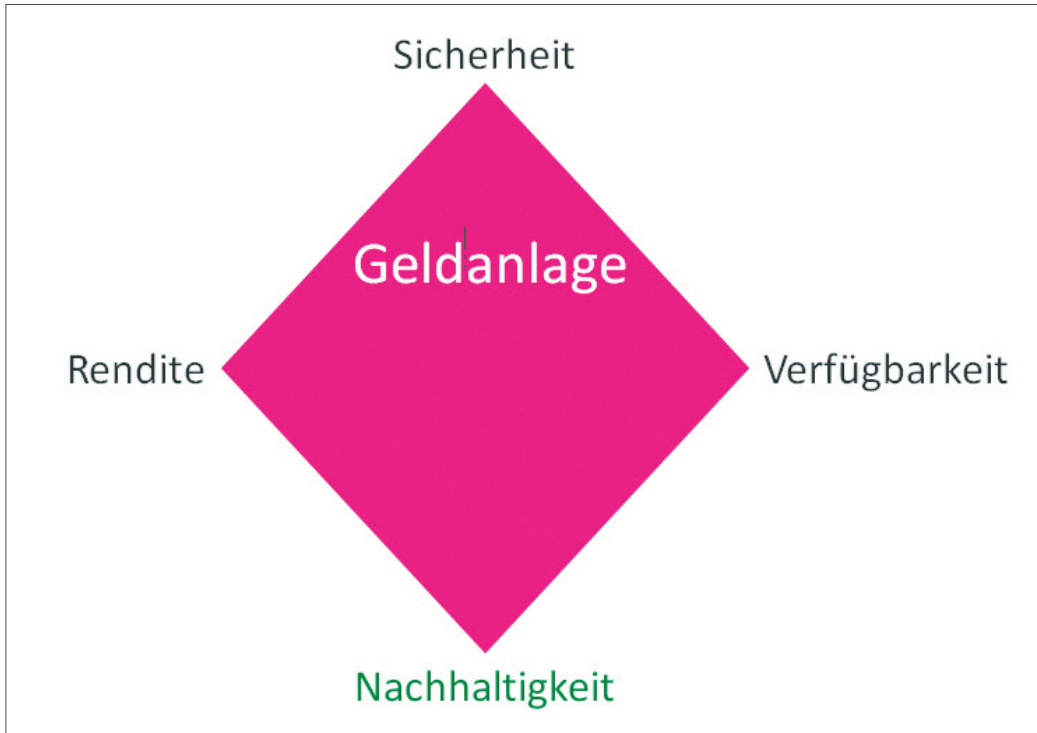 Sicherheit
Geldanlage
Rendite
Verfügbarkeit
Nachhaltigkeit